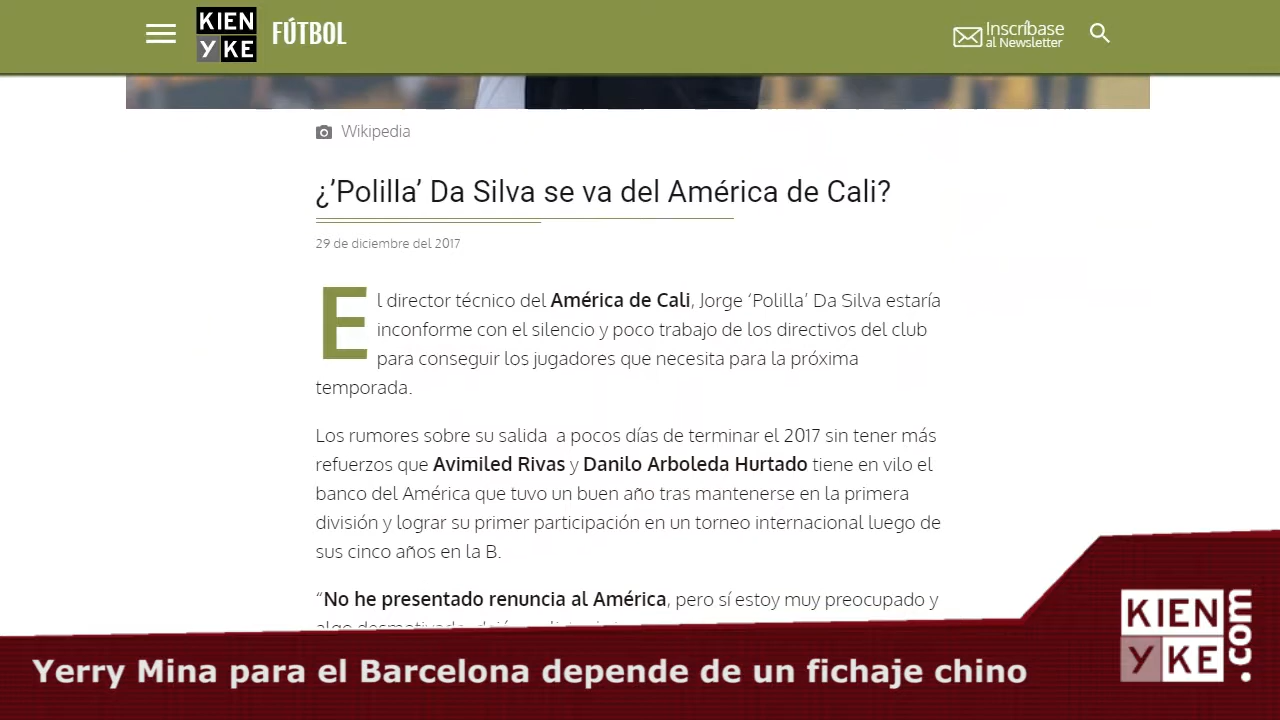 KIEN
Y KE
FÚTBOL
Inscríbase
al Newsletter
Wikipedia
¿’Polilla’ Da Silva se va del América de Cali?
29 de diciembre del 2017
El director técnico del América de Cali, Jorge ‘Polilla’ Da Silva estaría
inconforme con el silencio y poco trabajo de los directivos del club
para conseguir los jugadores que necesita para la próxima
temporada.
Los rumores sobre su salida  a pocos días de terminar el 2017 sin tener más
refuerzos que Avimiled Rivas y Danilo Arboleda Hurtado tiene en vilo el
banco del América que tuvo un buen año tras mantenerse en la primera
división y lograr su primer participación en un torneo internacional luego de
sus cinco años en la B.
“No he presentado renuncia al América, pero sí estoy muy preocupado y
Yerry Mina para el Barcelona depende de un fichaje chino
KIEN
Y KE
.com